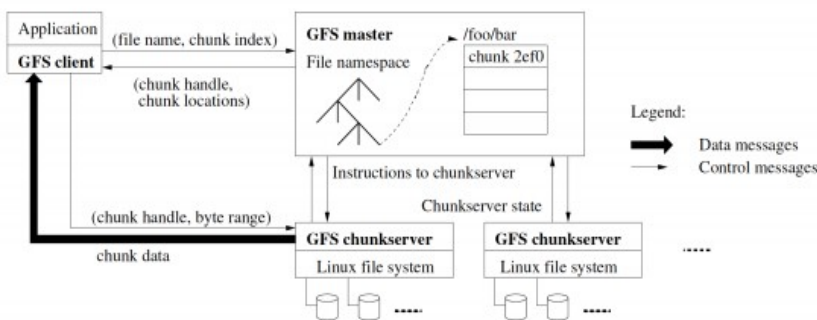 Application
GFS client
(file name, chunk index)
(chunk handle,
chunk locations)
GFS master
File namespace
/foo/bar
chunk 2ef0
Legend:
Data messages
Control messages
Instructions to chunkserver
Chunkserver state
(chunk handle, byte range)
chunk data
GFS chunkserver
Linux file system
GFS chunkserver
Linux file system